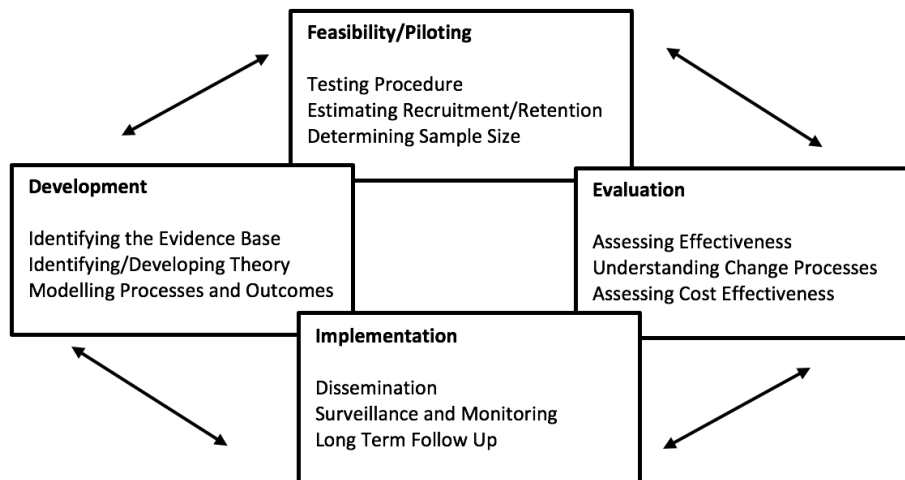 Feasibility/Piloting
Testing Procedure
Estimating Recruitment/Retention
Determining Sample Size
Development
Identifying the Evidence Base
Identifying/Developing Theory
Modelling Processes and Outcomes
Evaluation
Assessing Effectiveness
Understanding Change Processes
Assessing Cost Effectiveness
Implementation
Dissemination
Surveillance and Monitoring
Long Term Follow Up